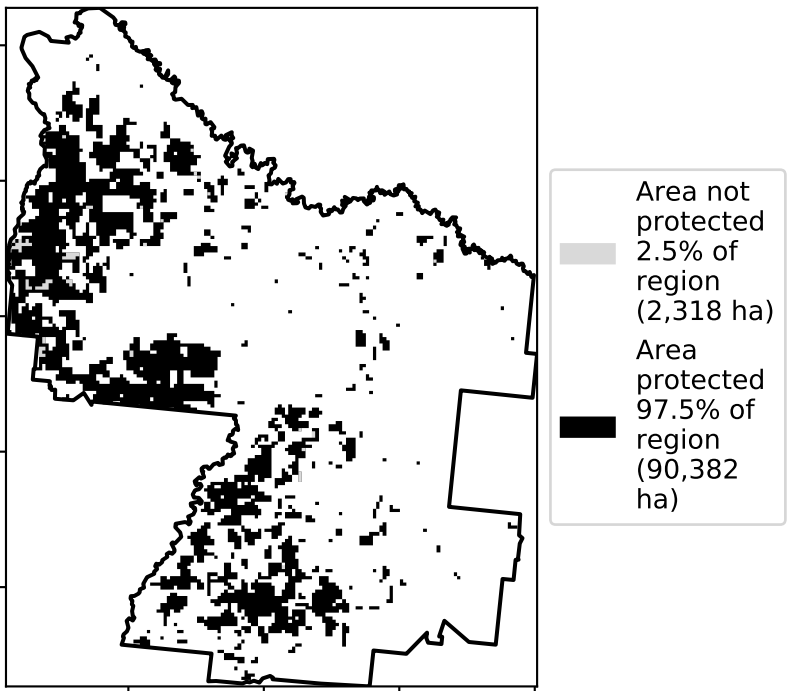 Area not
protected
2.5% of
region
(2,318 ha)
Area
protected
97.5% of
region
(90,382
ha)